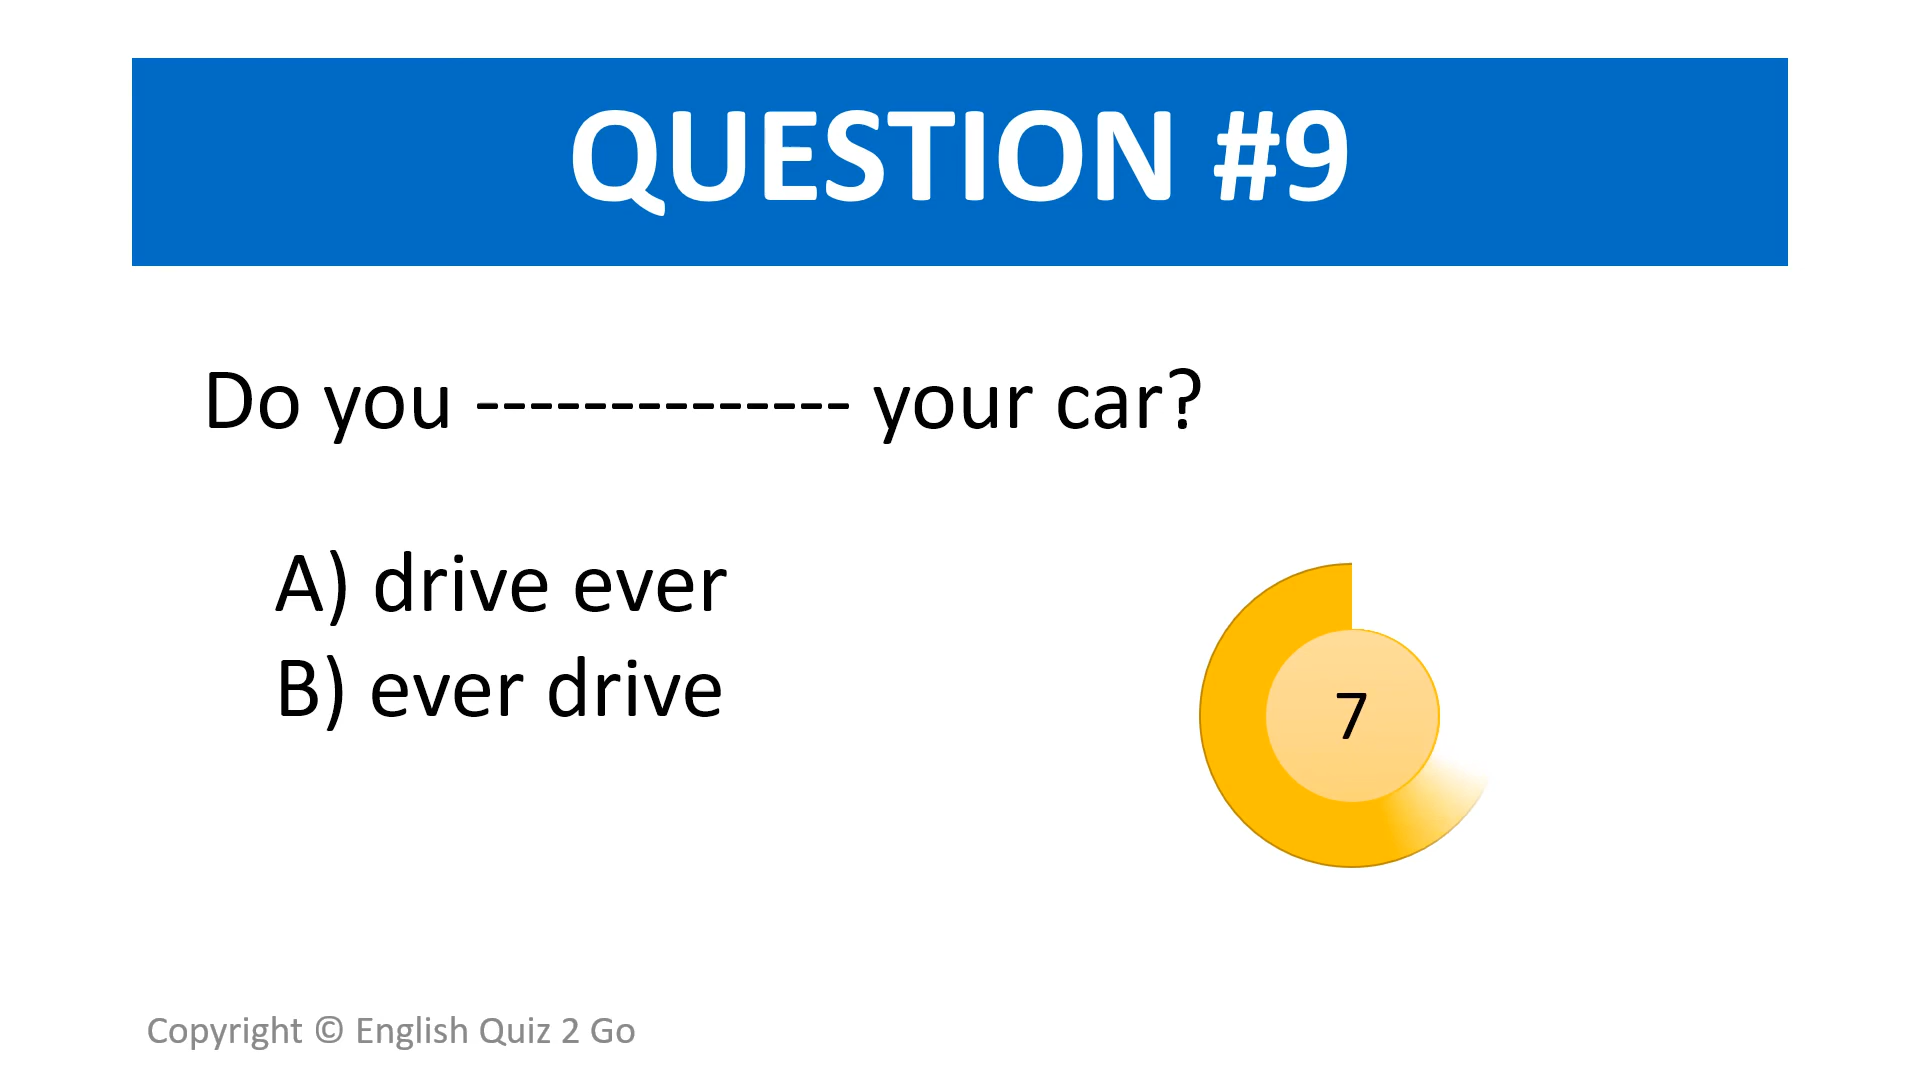 QUESTION #9
Do you -------------- your car?
A) drive ever
B) ever drive
7
Copyright © English Quiz 2 Go